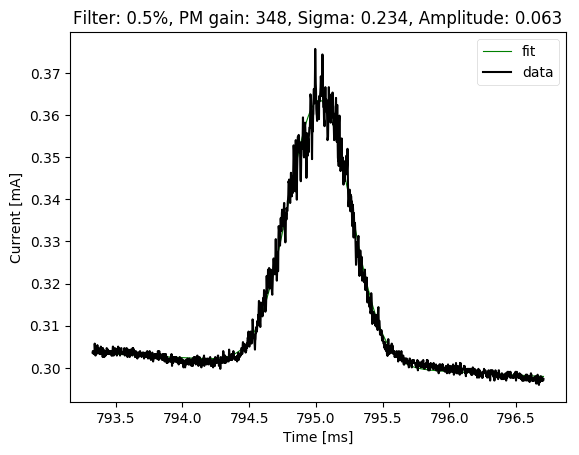 Filter: 0.5%, PM gain: 348, Sigma: 0.234, Amplitude: 0.063
fit
data
Current [mA]
0.37
0.36
0.35
0.34
0.33
0.32
0.31
0.30
793.5 794.0 794.5 795.0 795.5 796.0 796.5
Time [ms]